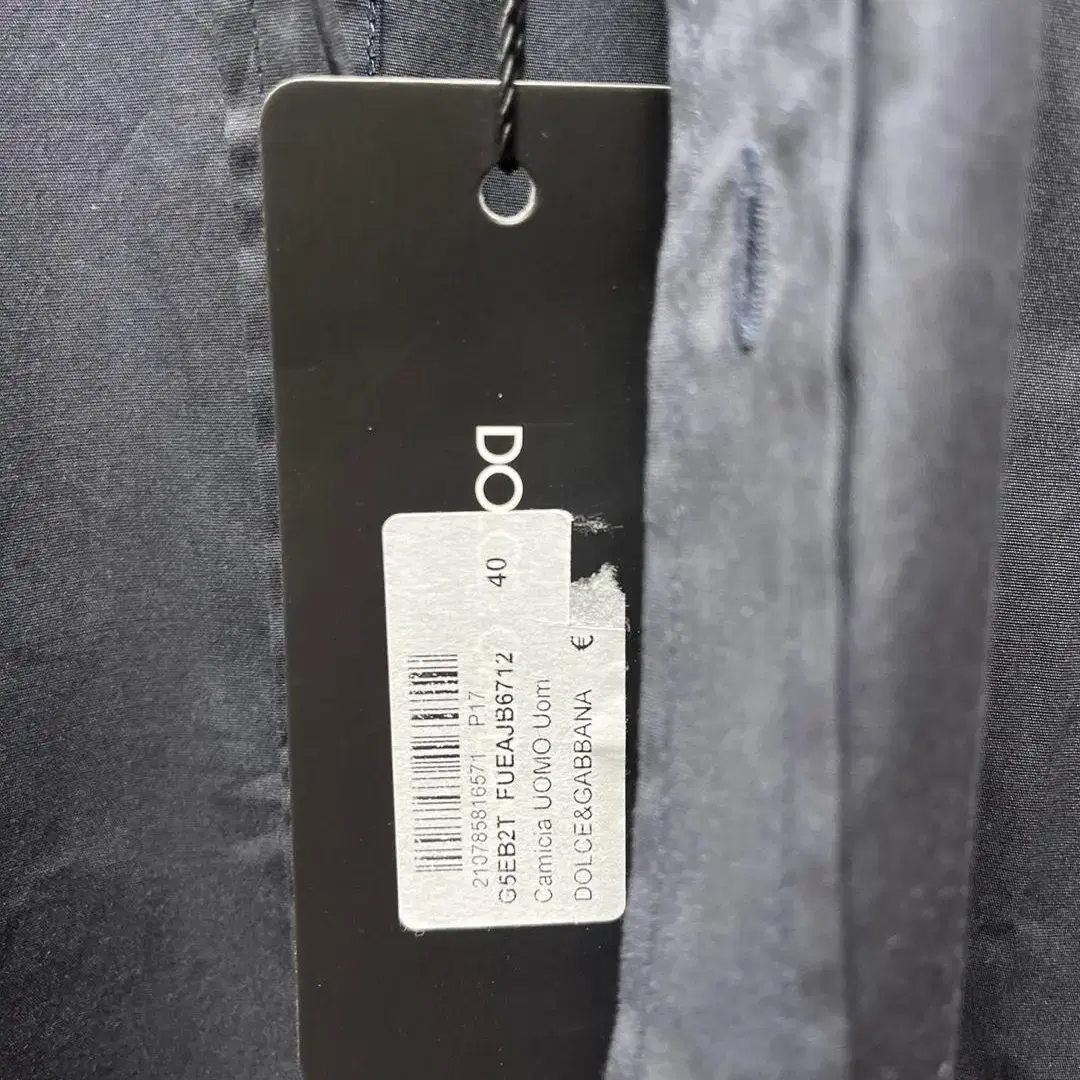 DO
40
210785816571 P17
G5EB2T FUEAJB6712
Camicia UOMO Uom
DOLCE&GABBANA €